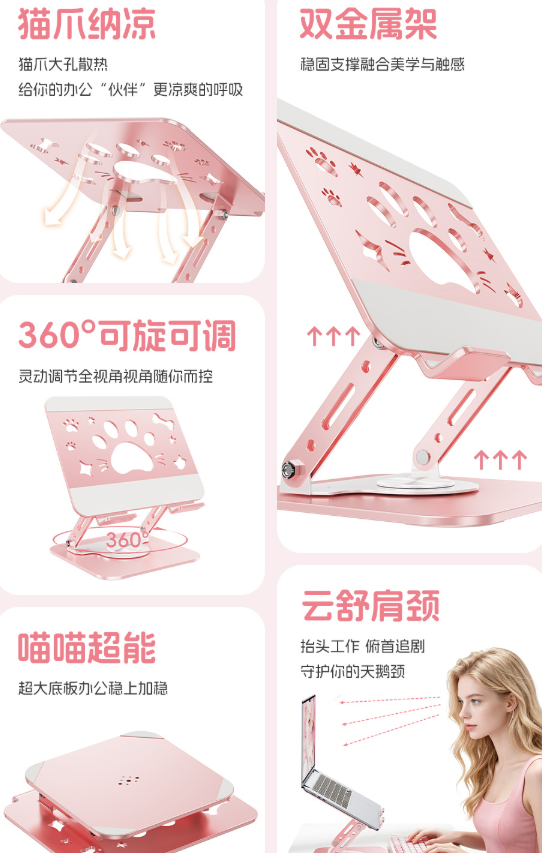 猫爪纳凉
猫爪大孔散热
给你的办公“伙伴”更凉爽的呼吸
双金属架
稳固支撑融合美学与触感
360°可旋可调
灵动调节全视角视角随你而控
360°
喵喵超能
超大底板办公稳上加稳
云舒肩颈
抬头工作 俯首追剧
守护你的天鹅颈